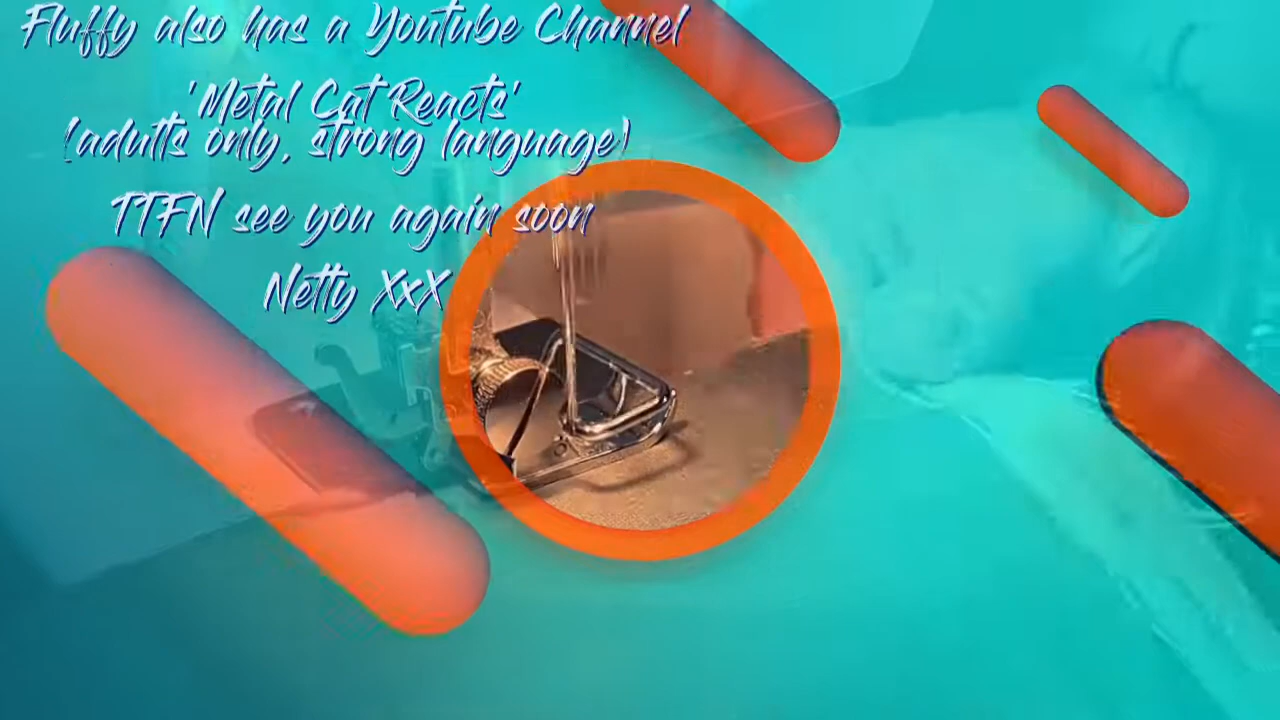 Fluffy also has a Youtube Channel
'Metal Cat Reacts'
(adults only, strong language)
TTFN see you again soon
Netty XxX